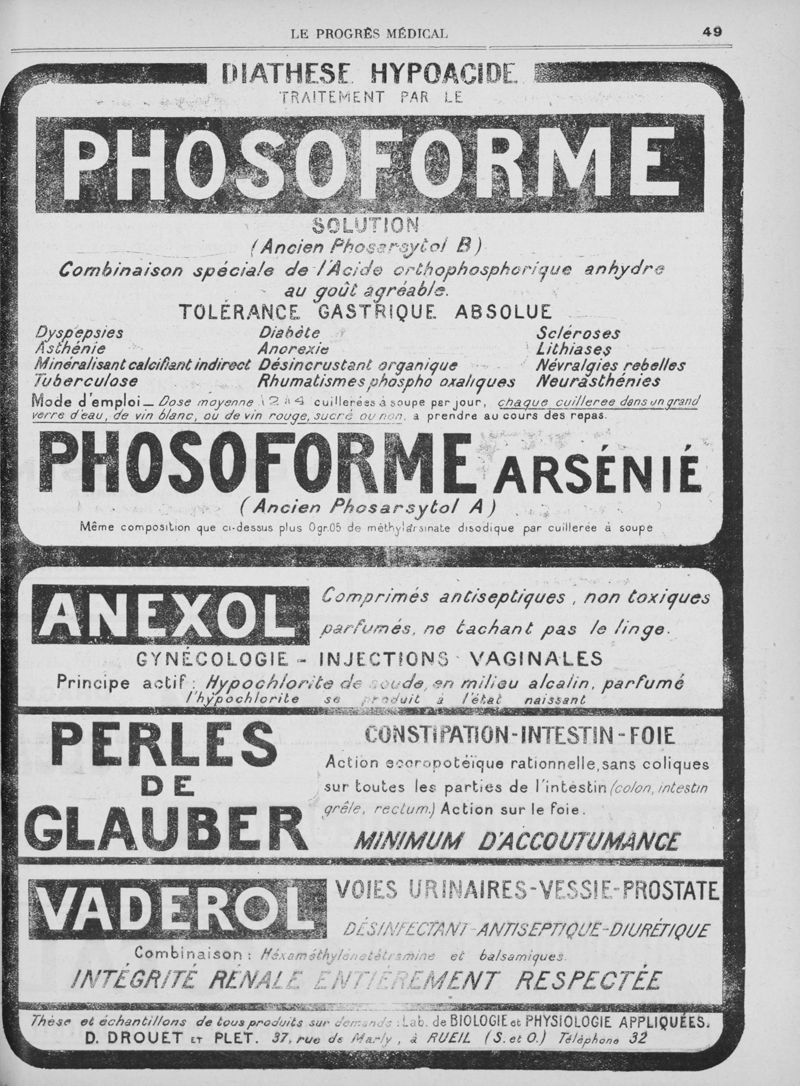 LE PROGRÈS MÉDICAL 49
DIATHESE HYPOACIDE
TRAITEMENT PAR LE
PHOSOFORME
SOLUTION
(Ancien Phosarsytol B)
Combinaison spéciale de l'Acide orthophosphorique anhydre
au goût agréable.
TOLÉRANCE GASTRIQUE ABSOLUE
Dyspepsies Diabète Scléroses
Asthénie Anorexie Lithiases
Minéralisant calcifiant indirect Désincrustant organique Névralgies rebelles
Tuberculose Rhumatismes phospho oxaliques Neurasthénies
Mode d'emploi — Dose moyenne : 2 à 4 cuillerées à soupe par jour, chaque cuilleree dans un grand
verre d'eau, de vin blanc, ou de vin rouge, sucré ou non, a prendre au cours des repas.
PHOSOFORME ARSÉNIÉ
(Ancien Phosarsytol A)
Même composition que ci-dessus plus 0gr.05 de méthylarsinate disodique par cuillerée à soupe
ANEXOL Comprimés antiseptiques, non toxiques
parfumés, ne tachant pas le linge.
GYNÉCOLOGIE - INJECTIONS VAGINALES
Principe actif : Hypochlorite de soude, en milieu alcalin, parfumé
l'hypochlorite se produit à l'état naissant
PERLES
DE
GLAUBER
CONSTIPATION - INTESTIN - FOIE
Action eccropotéïque rationnelle, sans coliques
sur toutes les parties de l'intestin (colon, intestin
grêle, rectum.) Action sur le foie.
MINIMUM D'ACCOUTUMANCE
VADEROL
VOIES URINAIRES - VESSIE - PROSTATE
DÉSINFECTANT - ANTISEPTIQUE - DIURÉTIQUE
Combinaison : Héxaméthylénetétramine et balsamiques
INTÉGRITÉ RÉNALE ENTIÉREMENT RESPECTÉE
Thèse et échantillons de tous produits sur demande : Lab. de BIOLOGIE et PHYSIOLOGIE APPLIQUÉES.
D. DROUET ET PLET. 37, rue de Marly, à RUEIL (S. et O.) Téléphone 32